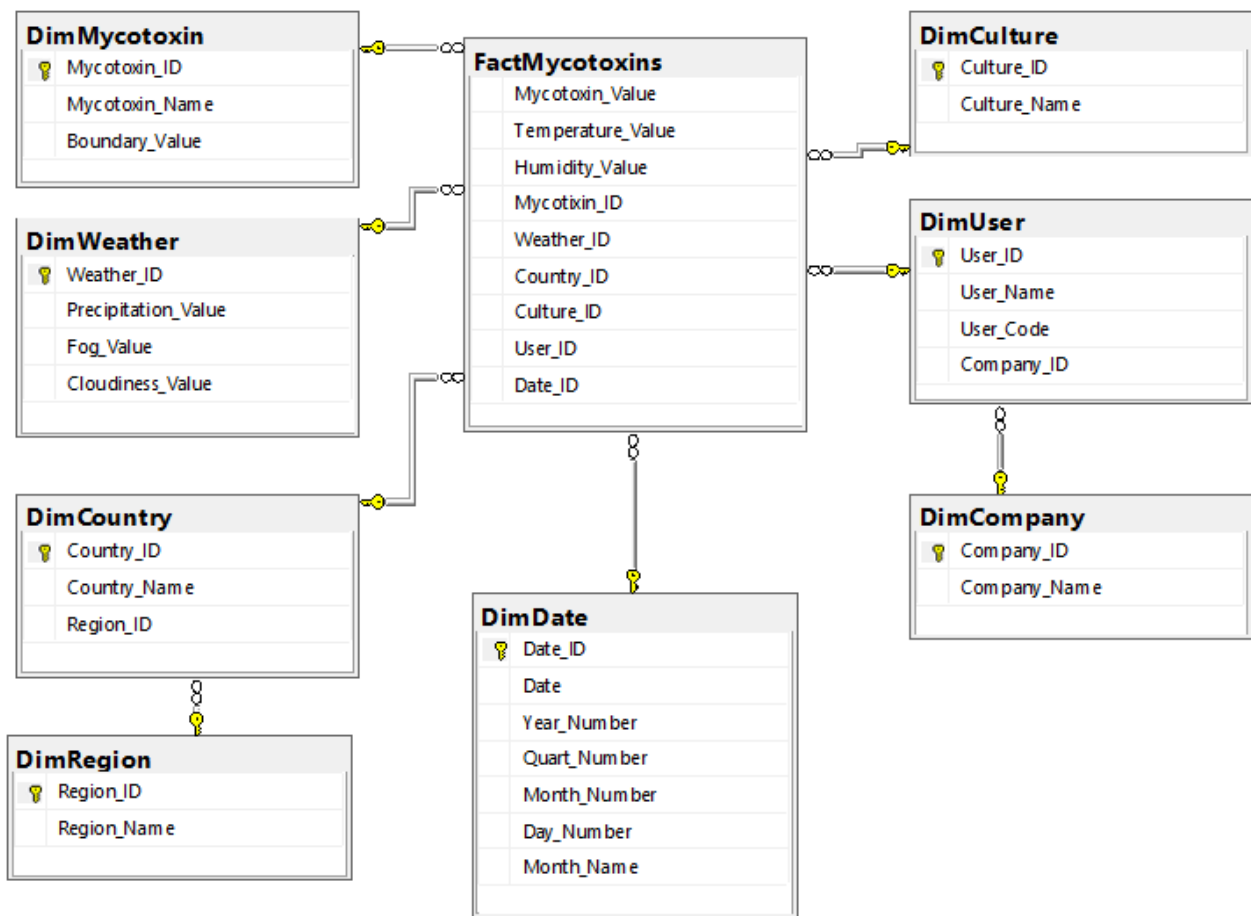 DimMycotoxin
Mycotoxin_ID
Mycotoxin_Name
Boundary_Value
DimWeather
Weather_ID
Precipitation_Value
Fog_Value
Cloudiness_Value
DimCountry
Country_ID
Country_Name
Region_ID
DimRegion
Region_ID
Region_Name
FactMycotoxins
Mycotoxin_Value
Temperature_Value
Humidity_Value
Mycotixin_ID
Weather_ID
Country_ID
Culture_ID
User_ID
Date_ID
DimDate
Date_ID
Date
Year_Number
Quart_Number
Month_Number
Day_Number
Month_Name
DimCulture
Culture_ID
Culture_Name
DimUser
User_ID
User_Name
User_Code
Company_ID
DimCompany
Company_ID
Company_Name